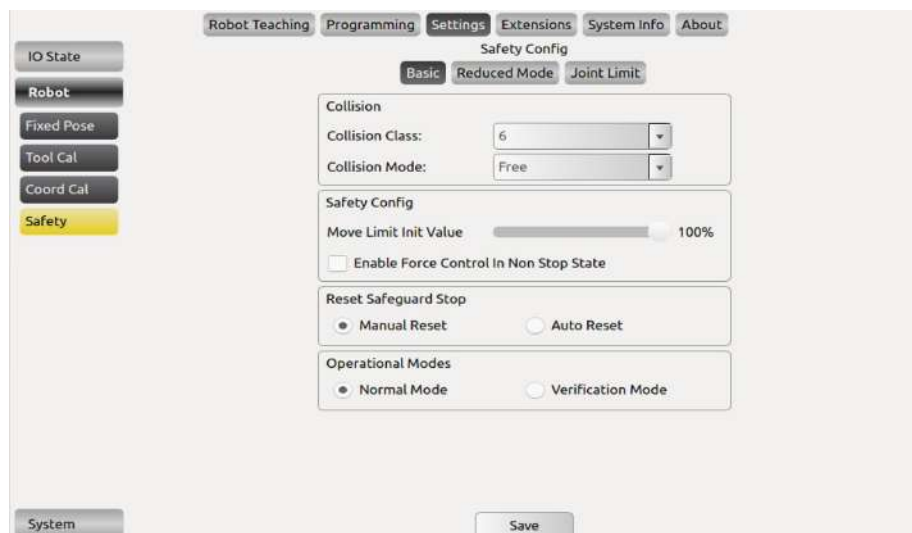 Robot Teaching Programming Settings Extensions System Info About
Safety Config
Basic Reduced Mode Joint Limit
IO State
Robot
Fixed Pose
Tool Cal
Coord Cal
Safety
Collision
Collision Class: 6
Collision Mode: Free
Safety Config
Move Limit Init Value 100%
Enable Force Control In Non Stop State
Reset Safeguard Stop
Manual Reset Auto Reset
Operational Modes
Normal Mode Verification Mode
System Save